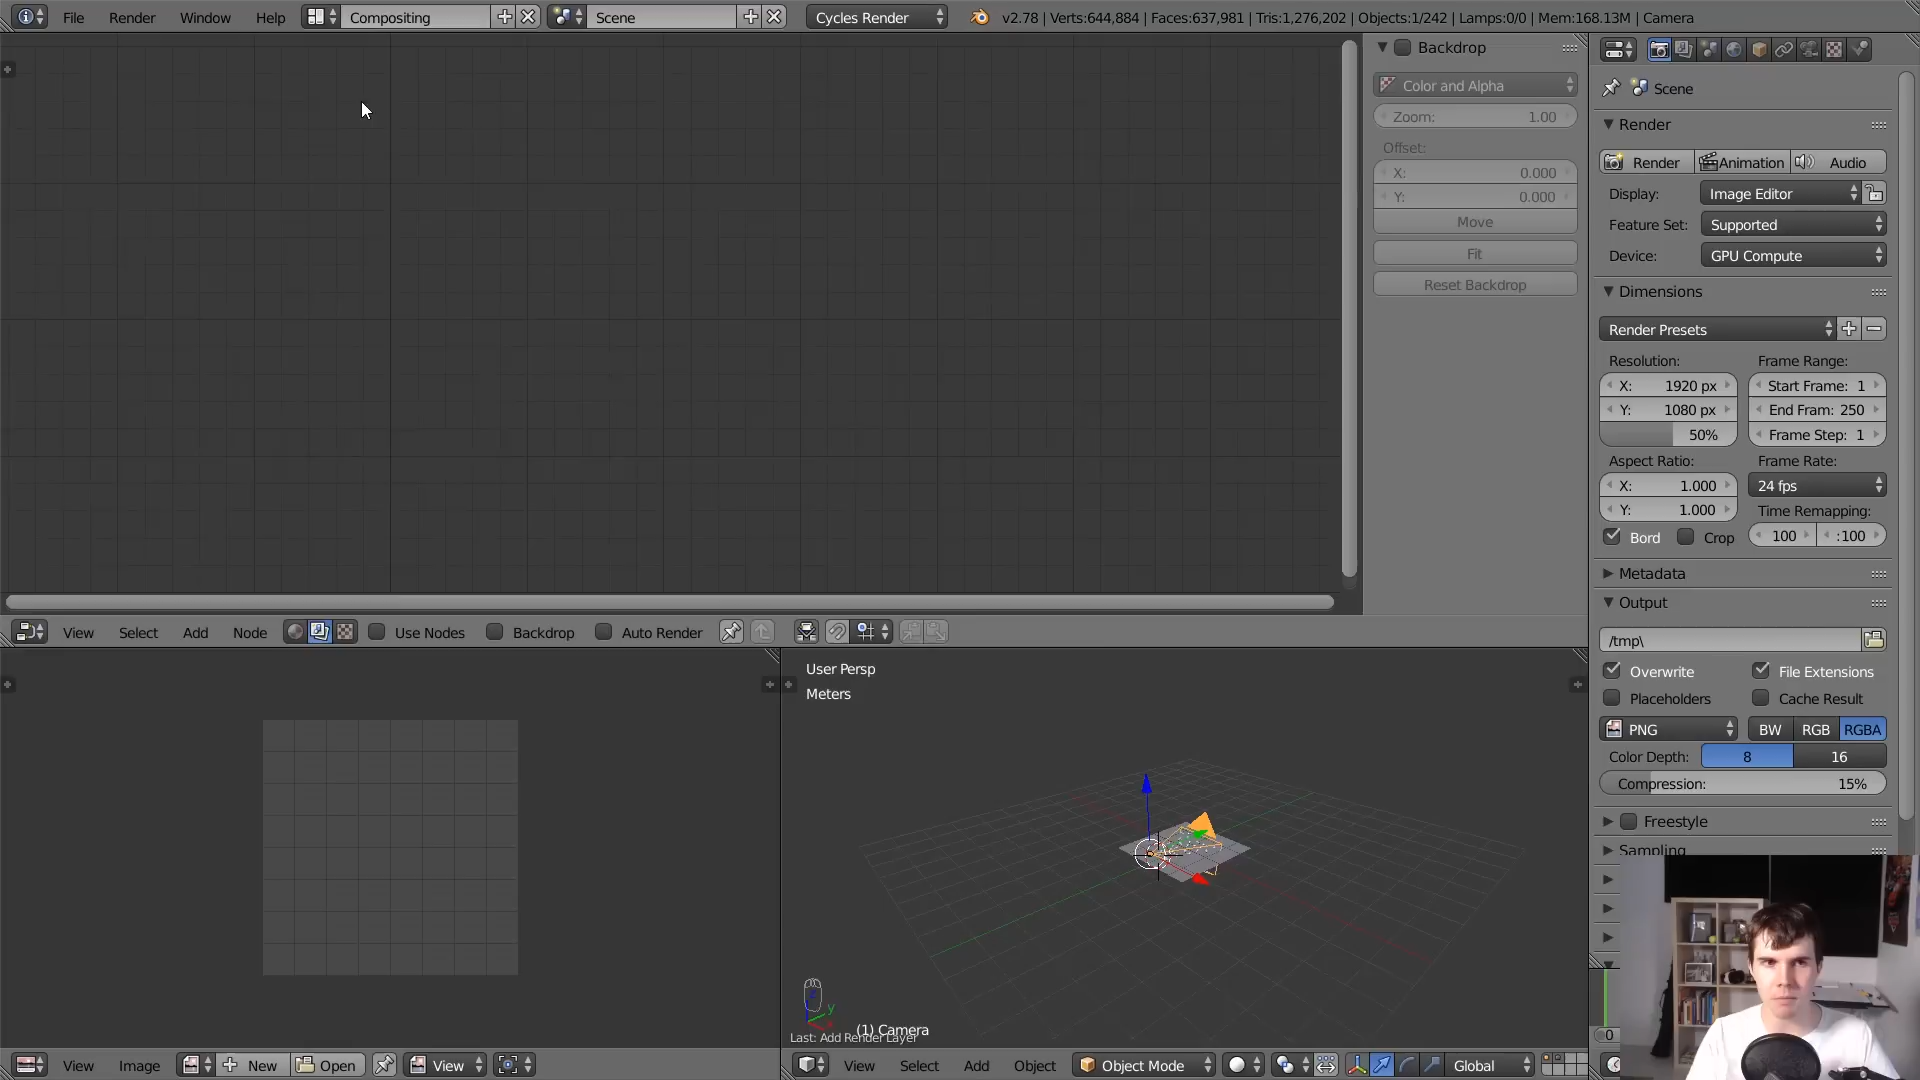 File Render Window Help Compositing Scene Cycles Render v2.78 | Verts:644,884 | Faces:637,981 | Tris:1,276,202 | Objects:1/242 | Lamps:0/0 | Mem:168.13M | Camera
Backdrop
Color and Alpha
Zoom: 1.00
Offset:
X: 0.000
Y: 0.000
Move
Fit
Reset Backdrop
Scene
Render
Render Animation Audio
Display: Image Editor
Feature Set: Supported
Device: GPU Compute
Dimensions
Render Presets
Resolution: Frame Range:
X: 1920 px Start Frame: 1
Y: 1080 px End Fram: 250
50% Frame Step: 1
Aspect Ratio: Frame Rate:
X: 1.000 24 fps
Y: 1.000 Time Remapping:
Bord Crop 100 :100
Metadata
Output
/tmp\
Overwrite File Extensions
Placeholders Cache Result
PNG BW RGB RGBA
Color Depth: 8 16
Compression: 15%
Freestyle
Sampling
View Select Add Node Use Nodes Backdrop Auto Render
User Persp
Meters
(1) Camera
Last: Add Render Layer
View Image New Open View
View Select Add Object Object Mode Global
0